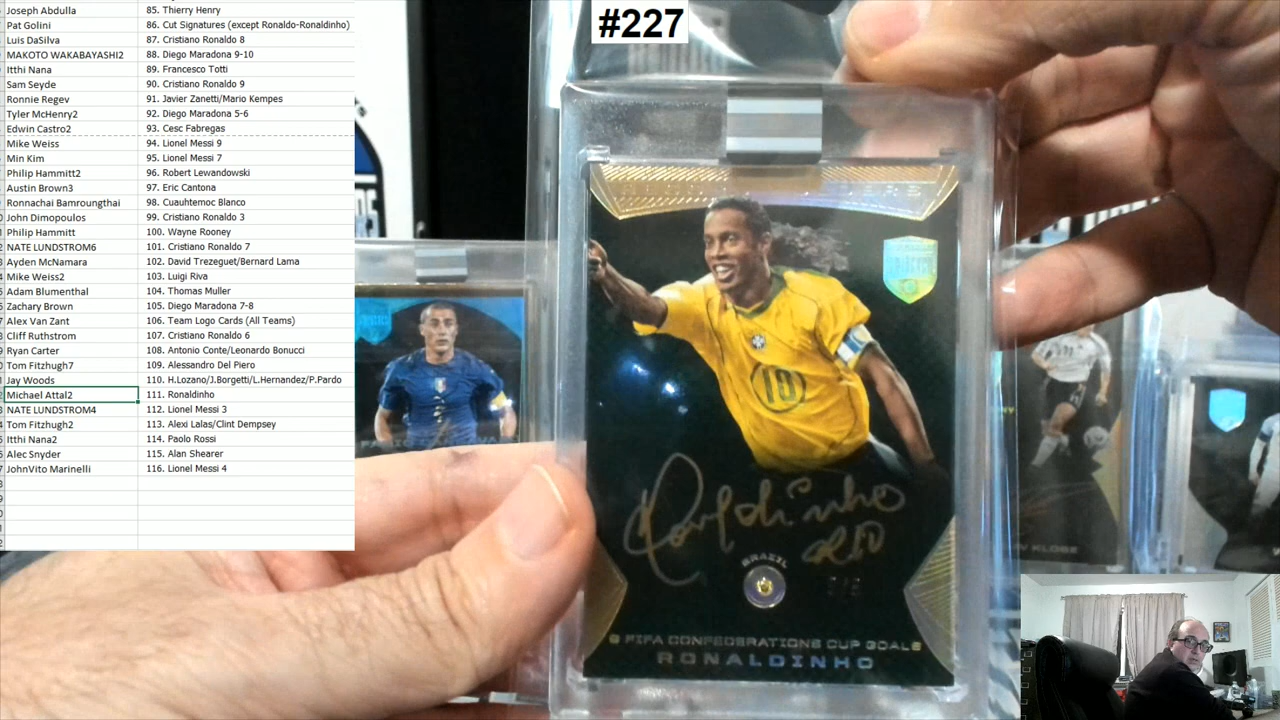 #227
Joseph Abdulla 85. Thierry Henry
Pat Golini 86. Cut Signatures (except Ronaldo-Ronaldinho)
Luis DaSilva 87. Cristiano Ronaldo 8
MAKOTO WAKABAYASHI2 88. Diego Maradona 9-10
Itthi Nana 89. Francesco Totti
Sam Seyde 90. Cristiano Ronaldo 9
Ronnie Regev 91. Javier Zanetti/Mario Kempes
Tyler McHenry2 92. Diego Maradona 5-6
Edwin Castro2 93. Cesc Fabregas
Mike Weiss 94. Lionel Messi 9
Min Kim 95. Lionel Messi 7
Philip Hammitt2 96. Robert Lewandowski
Austin Brown3 97. Eric Cantona
Ronnachai Bamroungthai 98. Cuauhtemoc Blanco
John Dimopoulos 99. Cristiano Ronaldo 3
Philip Hammitt 100. Wayne Rooney
NATE LUNDSTROM6 101. Cristiano Ronaldo 7
Ayden McNamara 102. David Trezeguet/Bernard Lama
Mike Weiss2 103. Luigi Riva
Adam Blumenthal 104. Thomas Muller
Zachary Brown 105. Diego Maradona 7-8
Alex Van Zant 106. Team Logo Cards (All Teams)
Cliff Ruthstrom 107. Cristiano Ronaldo 6
Ryan Carter 108. Antonio Conte/Leonardo Bonucci
Tom Fitzhugh7 109. Alessandro Del Piero
Jay Woods 110. H.Lozano/J.Borgetti/L.Hernandez/P.Pardo
Michael Attal2 111. Ronaldinho
NATE LUNDSTROM4 112. Lionel Messi 3
Tom Fitzhugh2 113. Alexi Lalas/Clint Dempsey
Itthi Nana2 114. Paolo Rossi
Alec Snyder 115. Alan Shearer
JohnVito Marinelli 116. Lionel Messi 4
10
Ronaldinho
R10
BRAZIL
FIFA CONFEDERATIONS CUP GOALS
RONALDINHO
KLOSE